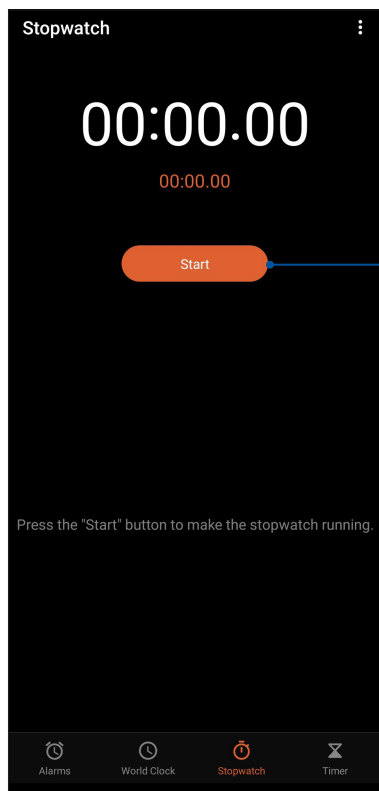 Stopwatch
00:00.00
00:00.00
Start
Press the "Start" button to make the stopwatch running.
Alarms World Clock Stopwatch Timer